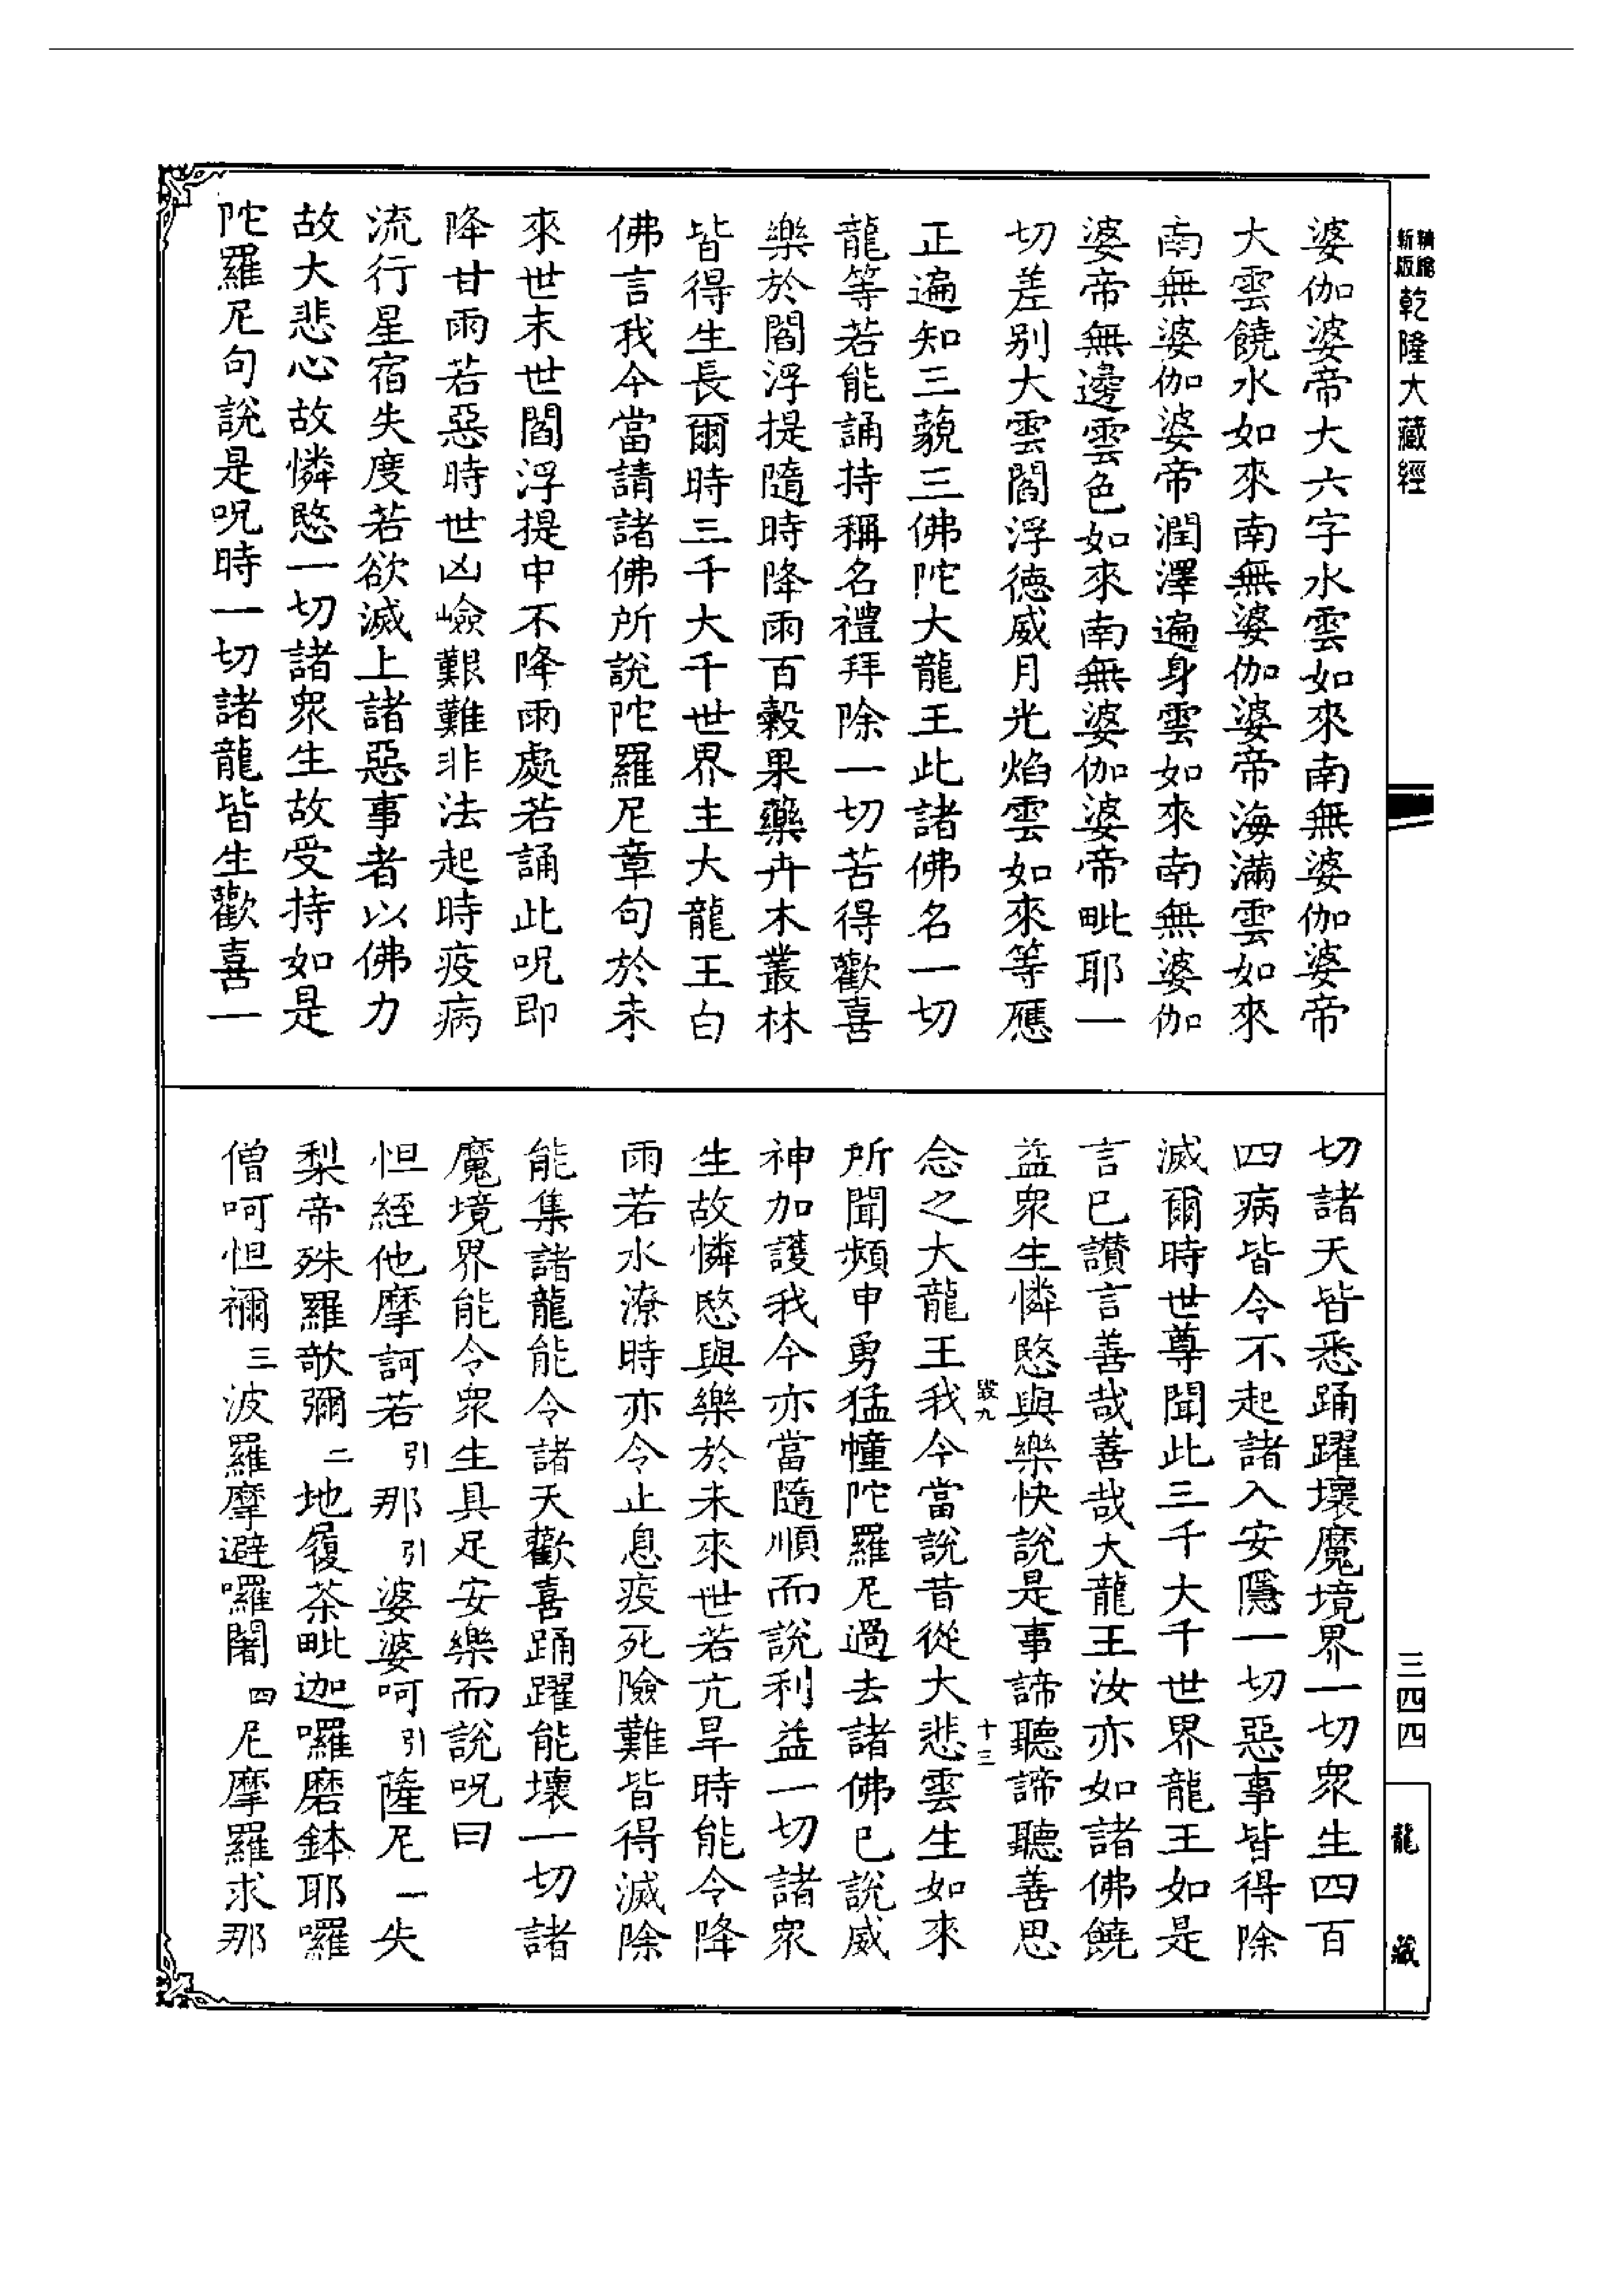 新版精縮乾隆大藏經
婆伽婆帝大六字水雲如來南無婆伽婆帝
大雲饒水如來南無婆伽婆帝海滿雲如來
南無婆伽婆帝潤澤遍身雲如來南無婆伽
婆帝無邊雲色如來南無婆伽婆帝毗耶一
切差別大雲閻浮德威月光焰雲如來等應
正遍知三藐三佛陀大龍王此諸佛名一切
龍等若能誦持稱名禮拜除一切苦得歡喜
樂於閻浮提隨時降雨百穀果藥卉木叢林
皆得生長爾時三千大千世界主大龍王白
佛言我今當請諸佛所說陀羅尼章句於未
來世末世閻浮提中不降雨處若誦此呪即
降甘雨若惡時世凶嶮艱難非法起時疫病
流行星宿失度若欲滅上諸惡事者以佛力
故大悲心故憐愍一切諸衆生故受持如是
陀羅尼句說是呪時一切諸龍皆生歡喜一
切諸天皆悉踊躍壞魔境界一切衆生四百
四病皆令不起諸入安隱一切惡事皆得除
滅爾時世尊聞此三千大千世界龍王如是
言已讚言善哉善哉大龍王汝亦如諸佛饒
益衆生憐愍與樂快說是事諦聽諦聽善思
毀九 十三
念之大龍王我今當說昔從大悲雲生如來
所聞頻申勇猛幢陀羅尼過去諸佛已說威
神加護我今亦當隨順而說利益一切諸衆
生故憐愍與樂於未來世若亢旱時能令降
雨若水潦時亦令止息疫死險難皆得滅除
能集諸龍能令諸天歡喜踊躍能壞一切諸
魔境界能令衆生具足安樂而說呪曰
怛絰他摩訶若引那引婆婆呵引薩尼一失
梨帝殊羅敧彌二地履茶毗迦囉磨鉢耶囉
僧呵怛禰三波羅摩避囉闍四尼摩羅求那
三四四
龍藏